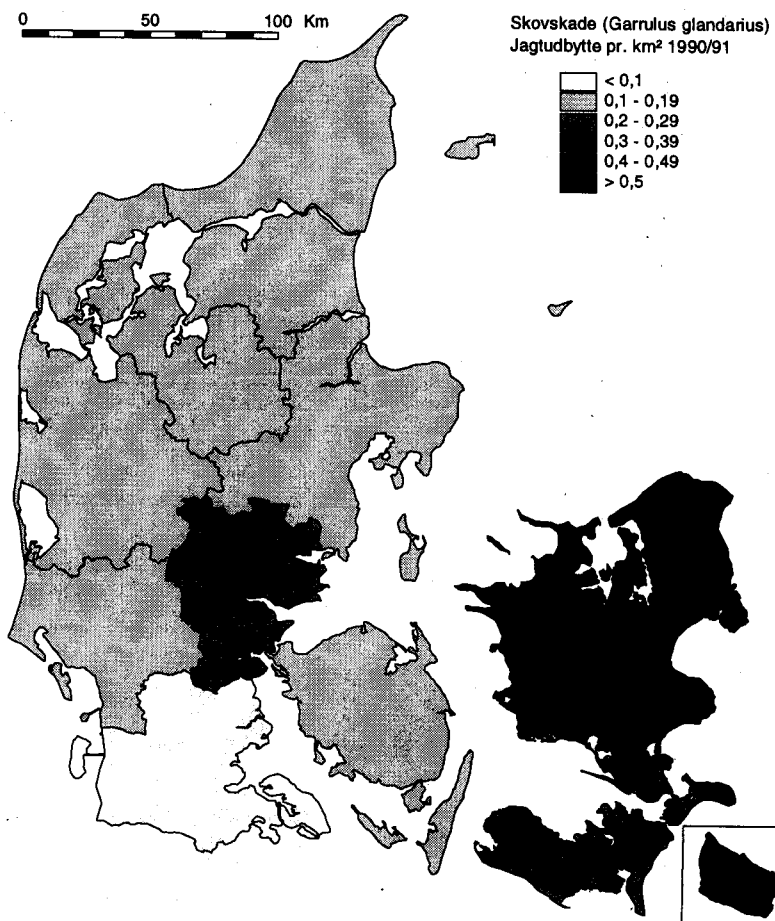 0 50 100 Km
Skovskade (Garrulus glandarius)
Jagtudbytte pr. km² 1990/91
< 0,1
0,1 - 0,19
0,2 - 0,29
0,3 - 0,39
0,4 - 0,49
> 0,5